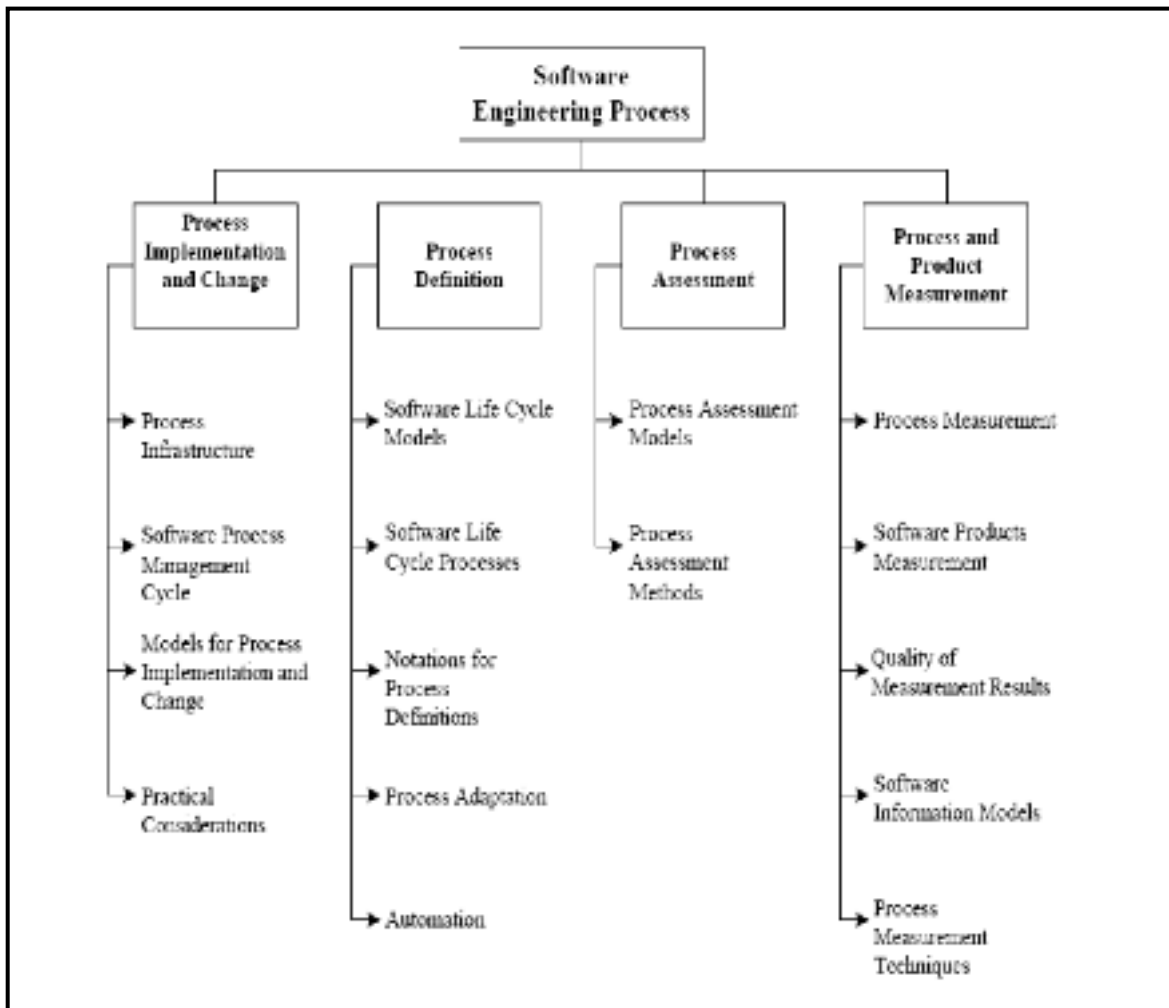 Software
Engineering Process
Process
Implementation
and Change
Process
Infrastructure
Software Process
Management
Cycle
Models for Process
Implementation and
Change
Practical
Considerations
Process
Definition
Software Life Cycle
Models
Software Life
Cycle Processes
Notations for
Process
Definitions
Process Adaptation
Automation
Process
Assessment
Process Assessment
Models
Process
Assessment
Methods
Process and
Product
Measurement
Process Measurement
Software Products
Measurement
Quality of
Measurement Results
Software
Information Models
Process
Measurement
Techniques